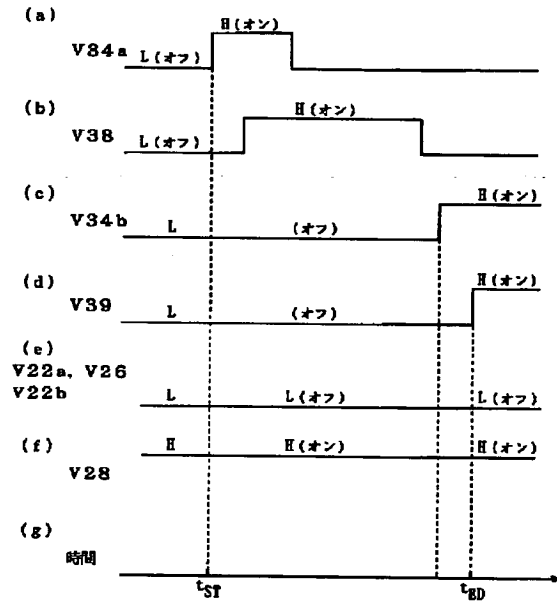 (a)
H(オン)
V34a
L(オフ)
(b)
H(オン)
V38
L(オフ)
(c)
H(オン)
V34b
L
(オフ)
(d)
H(オン)
V39
L
(オフ)
(e)
V22a, V26
V22b
L
L(オフ)
L(オフ)
(f)
H
H(オン)
H(オン)
V28
(g)
時間
tST
tED